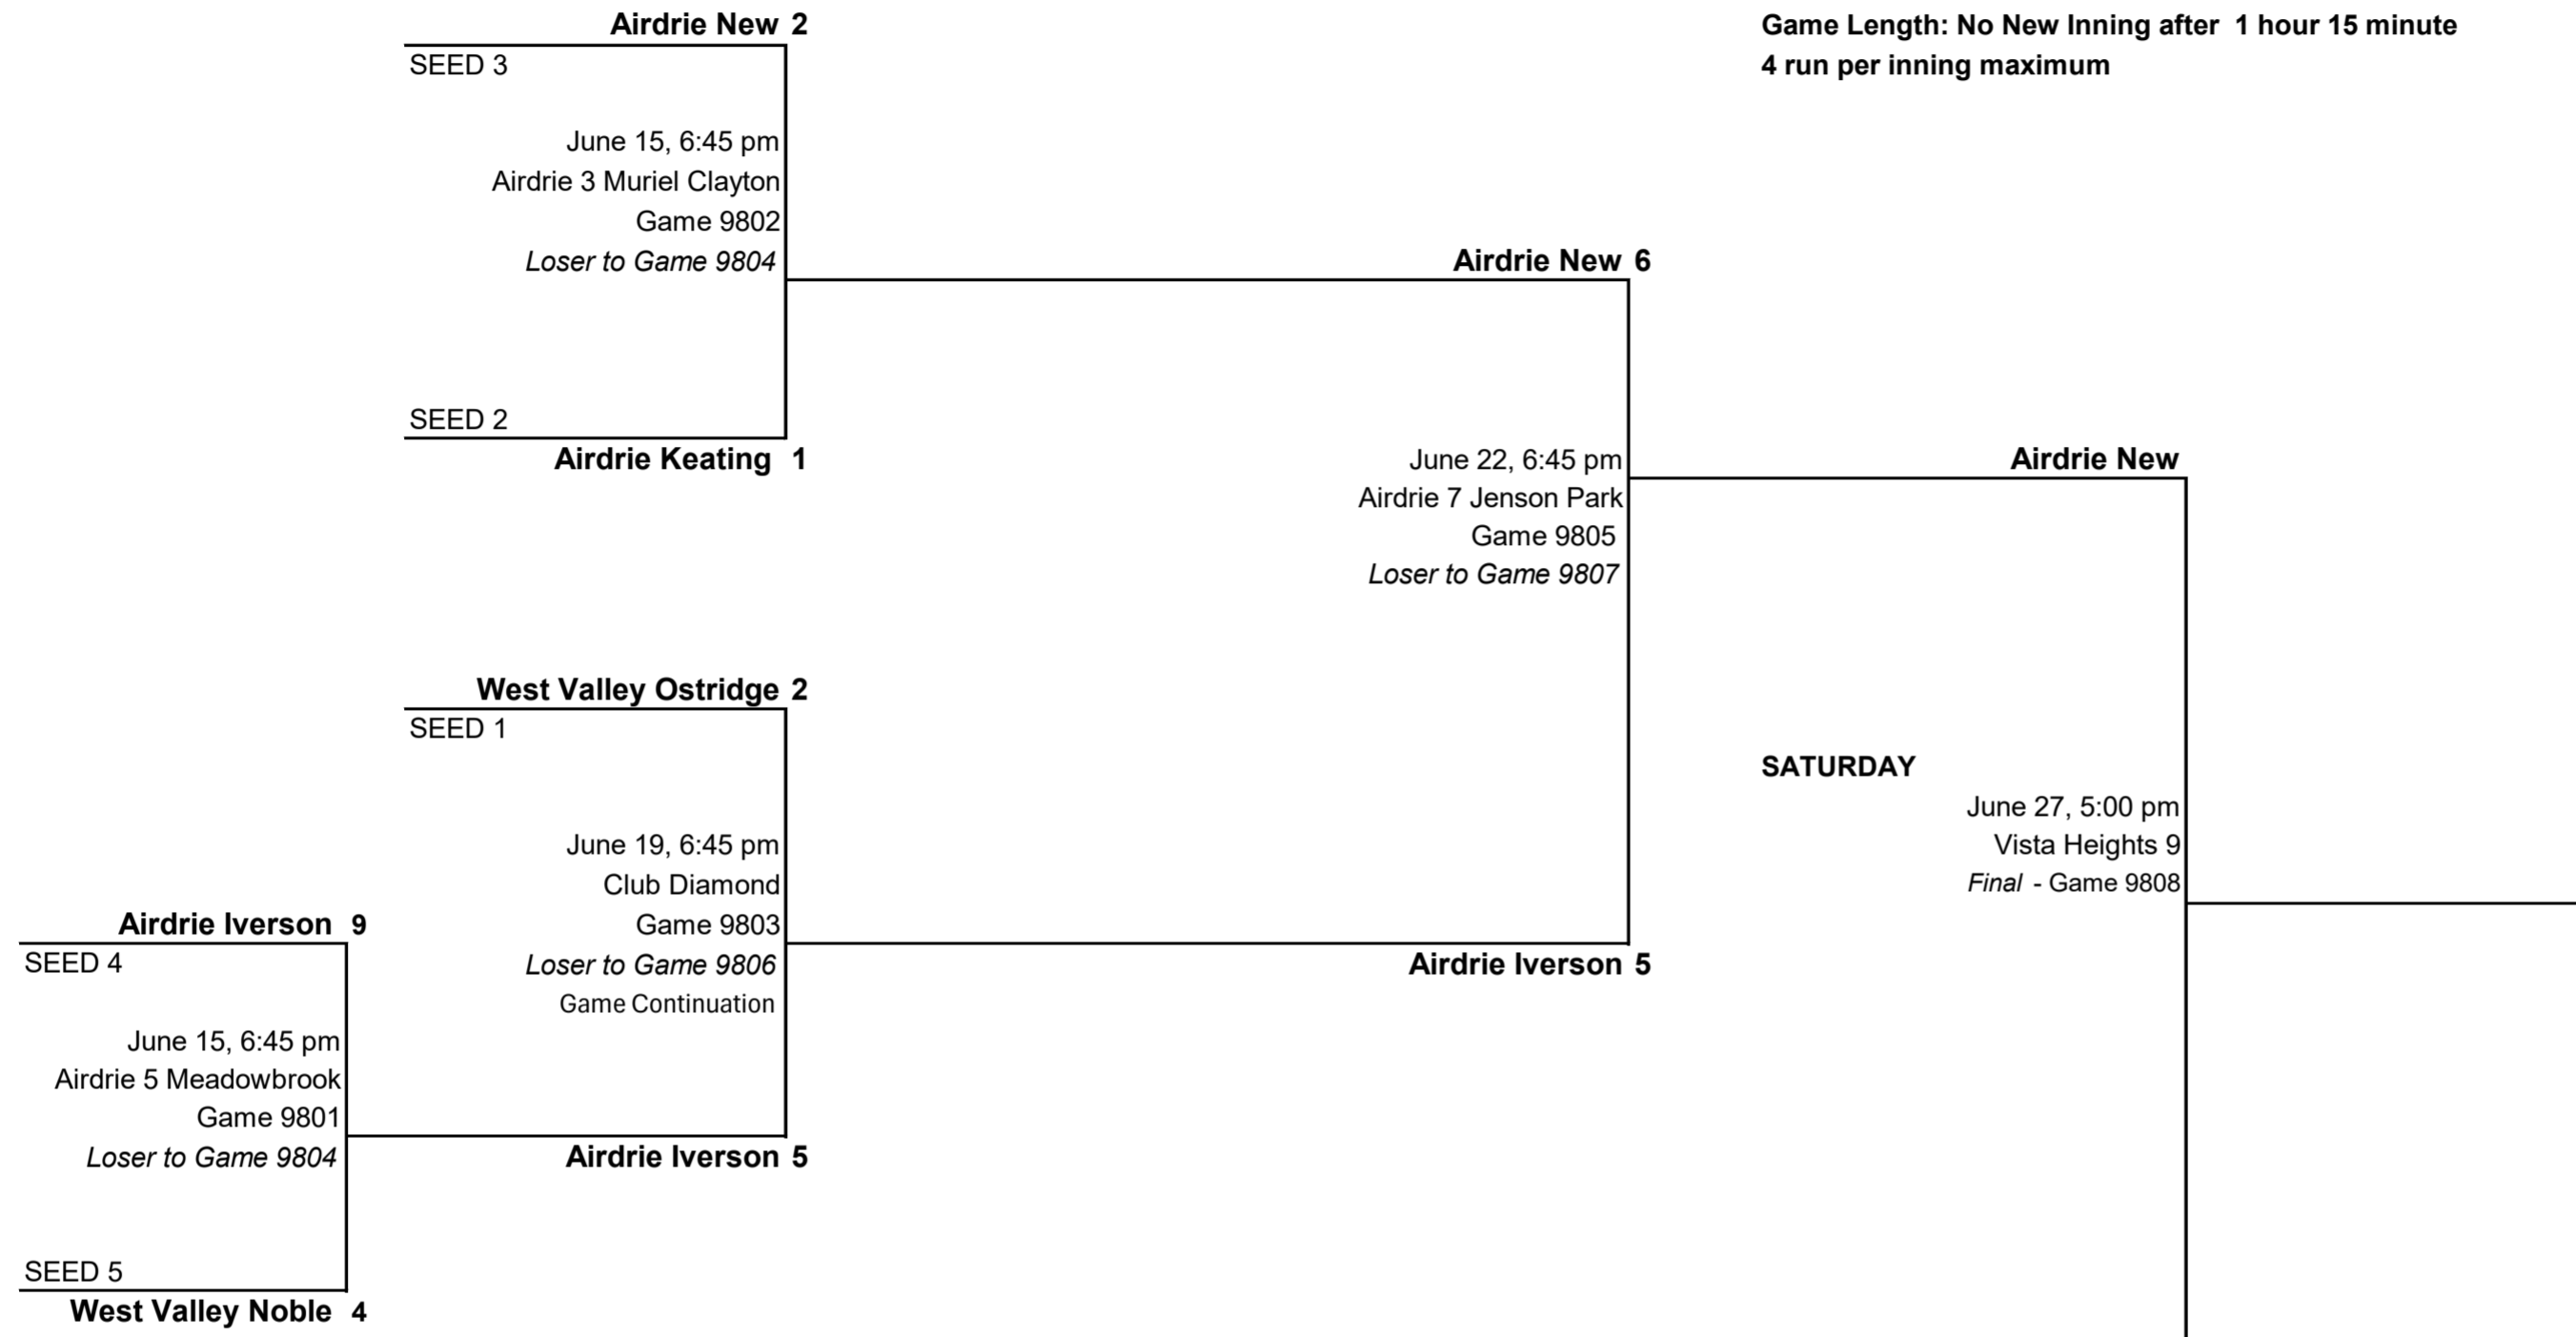 Airdrie New 2
SEED 3
June 15, 6:45 pm
Airdrie 3 Muriel Clayton
Game 9802
Loser to Game 9804
SEED 2
Airdrie Keating 1
Game Length: No New Inning after 1 hour 15 minute
4 run per inning maximum
Airdrie New 6
June 22, 6:45 pm
Airdrie 7 Jenson Park
Game 9805
Loser to Game 9807
Airdrie Iverson 5
Airdrie New
SATURDAY
June 27, 5:00 pm
Vista Heights 9
Final - Game 9808
West Valley Ostridge 2
SEED 1
June 19, 6:45 pm
Club Diamond
Game 9803
Loser to Game 9806
Game Continuation
Airdrie Iverson 5
Airdrie Iverson 9
SEED 4
June 15, 6:45 pm
Airdrie 5 Meadowbrook
Game 9801
Loser to Game 9804
SEED 5
West Valley Noble 4